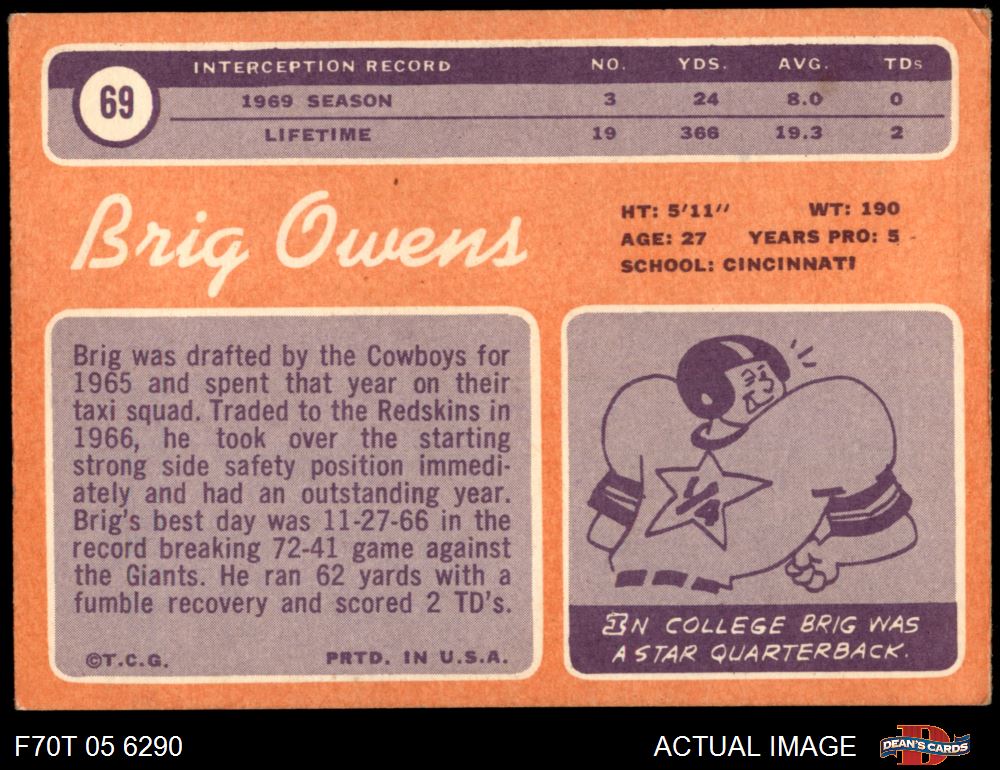 69
INTERCEPTION RECORD NO. YDS. AVG. TDs
1969 SEASON 3 24 8.0 0
LIFETIME 19 366 19.3 2
Brig Owens
HT: 5'11" WT: 190
AGE: 27 YEARS PRO: 5
SCHOOL: CINCINNATI
Brig was drafted by the Cowboys for
1965 and spent that year on their
taxi squad. Traded to the Redskins in
1966, he took over the starting
strong side safety position immedi-
ately and had an outstanding year.
Brig's best day was 11-27-66 in the
record breaking 72-41 game against
the Giants. He ran 62 yards with a
fumble recovery and scored 2 TD's.
©T.C.G. PRTD. IN U.S.A.
1/4
IN COLLEGE BRIG WAS
A STAR QUARTERBACK.
F70T 05 6290 ACTUAL IMAGE D DEAN'S CARDS